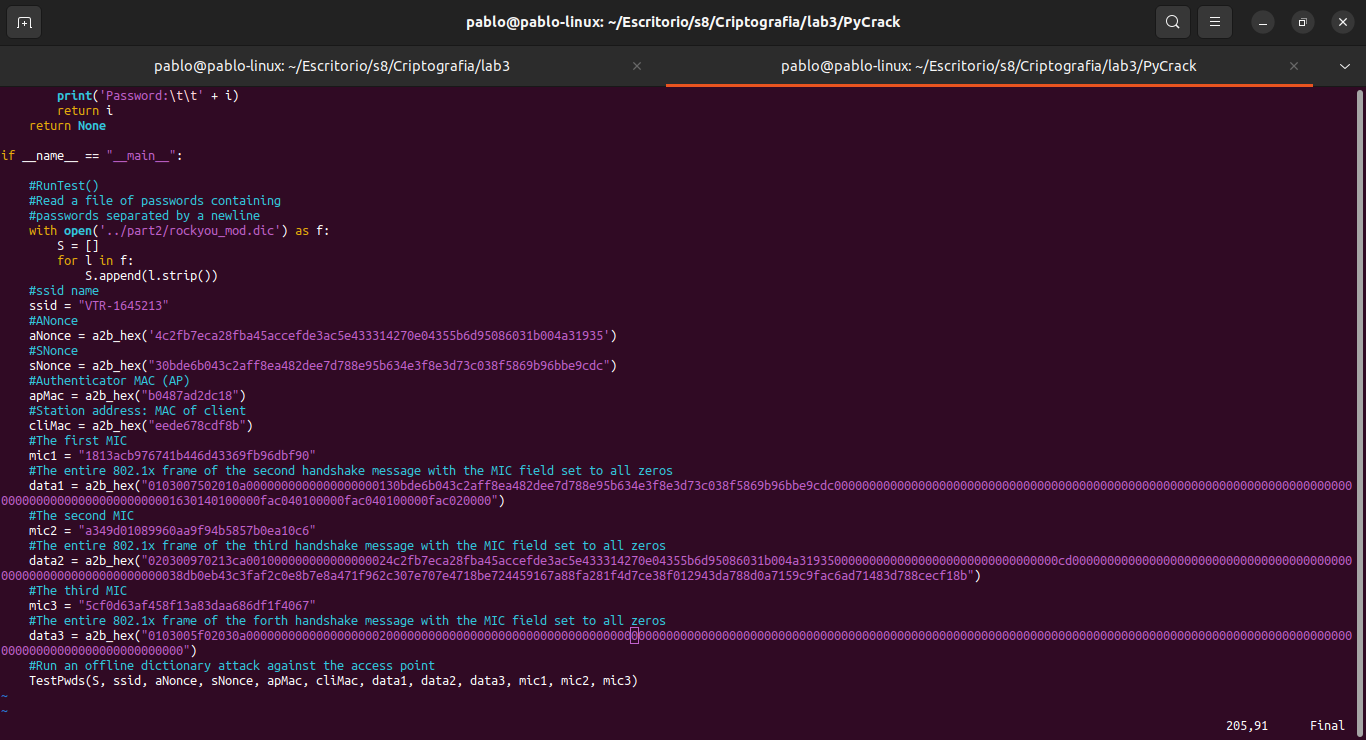 pablo@pablo-linux: ~/Escritorio/s8/Criptografia/lab3/PyCrack
pablo@pablo-linux: ~/Escritorio/s8/Criptografia/lab3
pablo@pablo-linux: ~/Escritorio/s8/Criptografia/lab3/PyCrack
print('Password:\t\t' + i)
return i
return None
if __name__ == "__main__":
#RunTest()
#Read a file of passwords containing
#passwords separated by a newline
with open('../part2/rockyou_mod.dic') as f:
S = []
for l in f:
S.append(l.strip())
#ssid name
ssid = "VTR-1645213"
#ANonce
aNonce = a2b_hex('4c2fb7eca28fba45accefde3ac5e433314270e04355b6d95086031b004a31935')
#SNonce
sNonce = a2b_hex("30bde6b043c2aff8ea482dee7d788e95b634e3f8e3d73c038f5869b96bbe9cdc")
#Authenticator MAC (AP)
apMac = a2b_hex("b0487ad2dc18")
#Station address: MAC of client
cliMac = a2b_hex("eede678cdf8b")
#The first MIC
mic1 = "1813acb976741b446d43369fb96dbf90"
#The entire 802.1x frame of the second handshake message with the MIC field set to all zeros
data1 = a2b_hex("0103007502010a0000000000000000000130bde6b043c2aff8ea482dee7d788e95b634e3f8e3d73c038f5869b96bbe9cdc00000000000000000000000000000000000000000000000000000000000000000000000000
0000000000000000000000001630140100000fac040100000fac040100000fac020000")
#The second MIC
mic2 = "a349d01089960aa9f94b5857b0ea10c6"
#The entire 802.1x frame of the third handshake message with the MIC field set to all zeros
data2 = a2b_hex("020300970213ca001000000000000000024c2fb7eca28fba45accefde3ac5e433314270e04355b6d95086031b004a3193500000000000000000000000000000000cd0000000000000000000000000000000000000000
00000000000000000000000038db0eb43c3faf2c0e8b7e8a471f962c307e707e4718be724459167a88fa281f4d7ce38f012943da788d0a7159c9fac6ad71483d788cecf18b")
#The third MIC
mic3 = "5cf0d63af458f13a83daa686df1f4067"
#The entire 802.1x frame of the forth handshake message with the MIC field set to all zeros
data3 = a2b_hex("0103005f02030a00000000000000000002000000000000000000000000000000000000000000000000000000000000000000000000000000000000000000000000000000000000000000000000000000000000000000
00000000000000000000000000")
#Run an offline dictionary attack against the access point
TestPwds(S, ssid, aNonce, sNonce, apMac, cliMac, data1, data2, data3, mic1, mic2, mic3)
~
~
205,91 Final